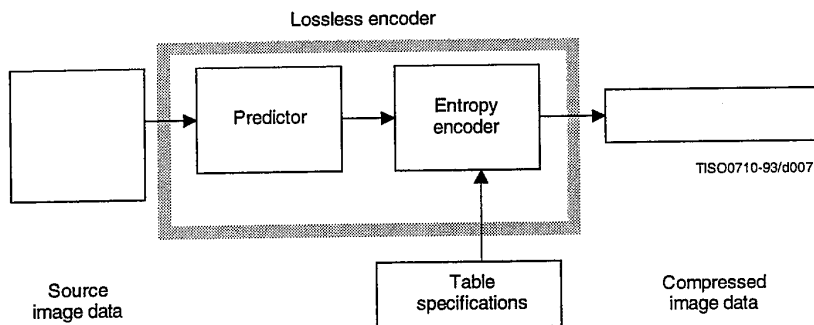 Lossless encoder
Predictor
Entropy
encoder
TISO0710-93/d007
Source
image data
Table
specifications
Compressed
image data